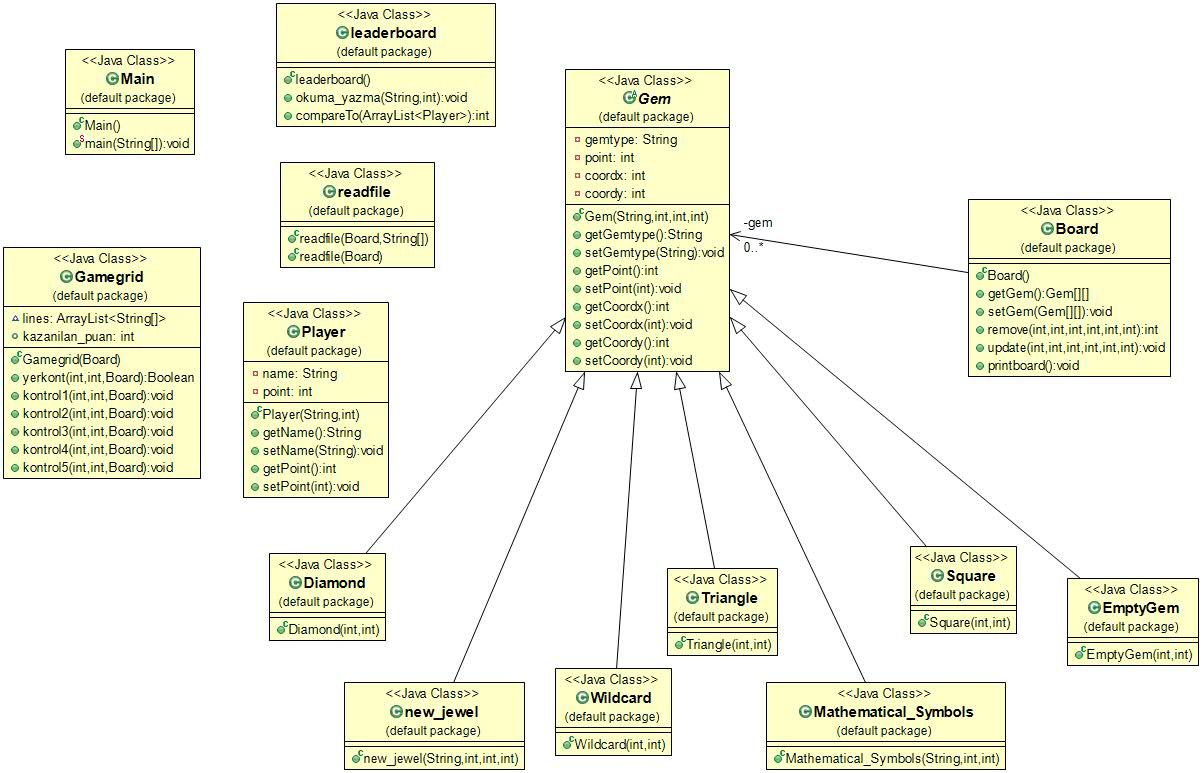 <<Java Class>>
Main
(default package)
Main()
main(String[]):void
<<Java Class>>
leaderboard
(default package)
leaderboard()
okuma_yazma(String,int):void
compareTo(ArrayList<Player>):int
<<Java Class>>
readfile
(default package)
readfile(Board,String[])
readfile(Board)
<<Java Class>>
Gamegrid
(default package)
lines: ArrayList<String[]>
kazanilan_puan: int
Gamegrid(Board)
yerkont(int,int,Board):Boolean
kontrol1(int,int,Board):void
kontrol2(int,int,Board):void
kontrol3(int,int,Board):void
kontrol4(int,int,Board):void
kontrol5(int,int,Board):void
<<Java Class>>
Player
(default package)
name: String
point: int
Player(String,int)
getName():String
setName(String):void
getPoint():int
setPoint(int):void
<<Java Class>>
Gem
(default package)
gemtype: String
point: int
coordx: int
coordy: int
Gem(String,int,int,int)
getGemtype():String
setGemtype(String):void
getPoint():int
setPoint(int):void
getCoordx():int
setCoordx(int):void
getCoordy():int
setCoordy(int):void
-gem
0..*
<<Java Class>>
Board
(default package)
Board()
getGem():Gem[][]
setGem(Gem[][]):void
remove(int,int,int,int,int,int):int
update(int,int,int,int,int,int):void
printboard():void
<<Java Class>>
Diamond
(default package)
Diamond(int,int)
<<Java Class>>
new_jewel
(default package)
new_jewel(String,int,int,int)
<<Java Class>>
Wildcard
(default package)
Wildcard(int,int)
<<Java Class>>
Triangle
(default package)
Triangle(int,int)
<<Java Class>>
Mathematical_Symbols
(default package)
Mathematical_Symbols(String,int,int)
<<Java Class>>
Square
(default package)
Square(int,int)
<<Java Class>>
EmptyGem
(default package)
EmptyGem(int,int)